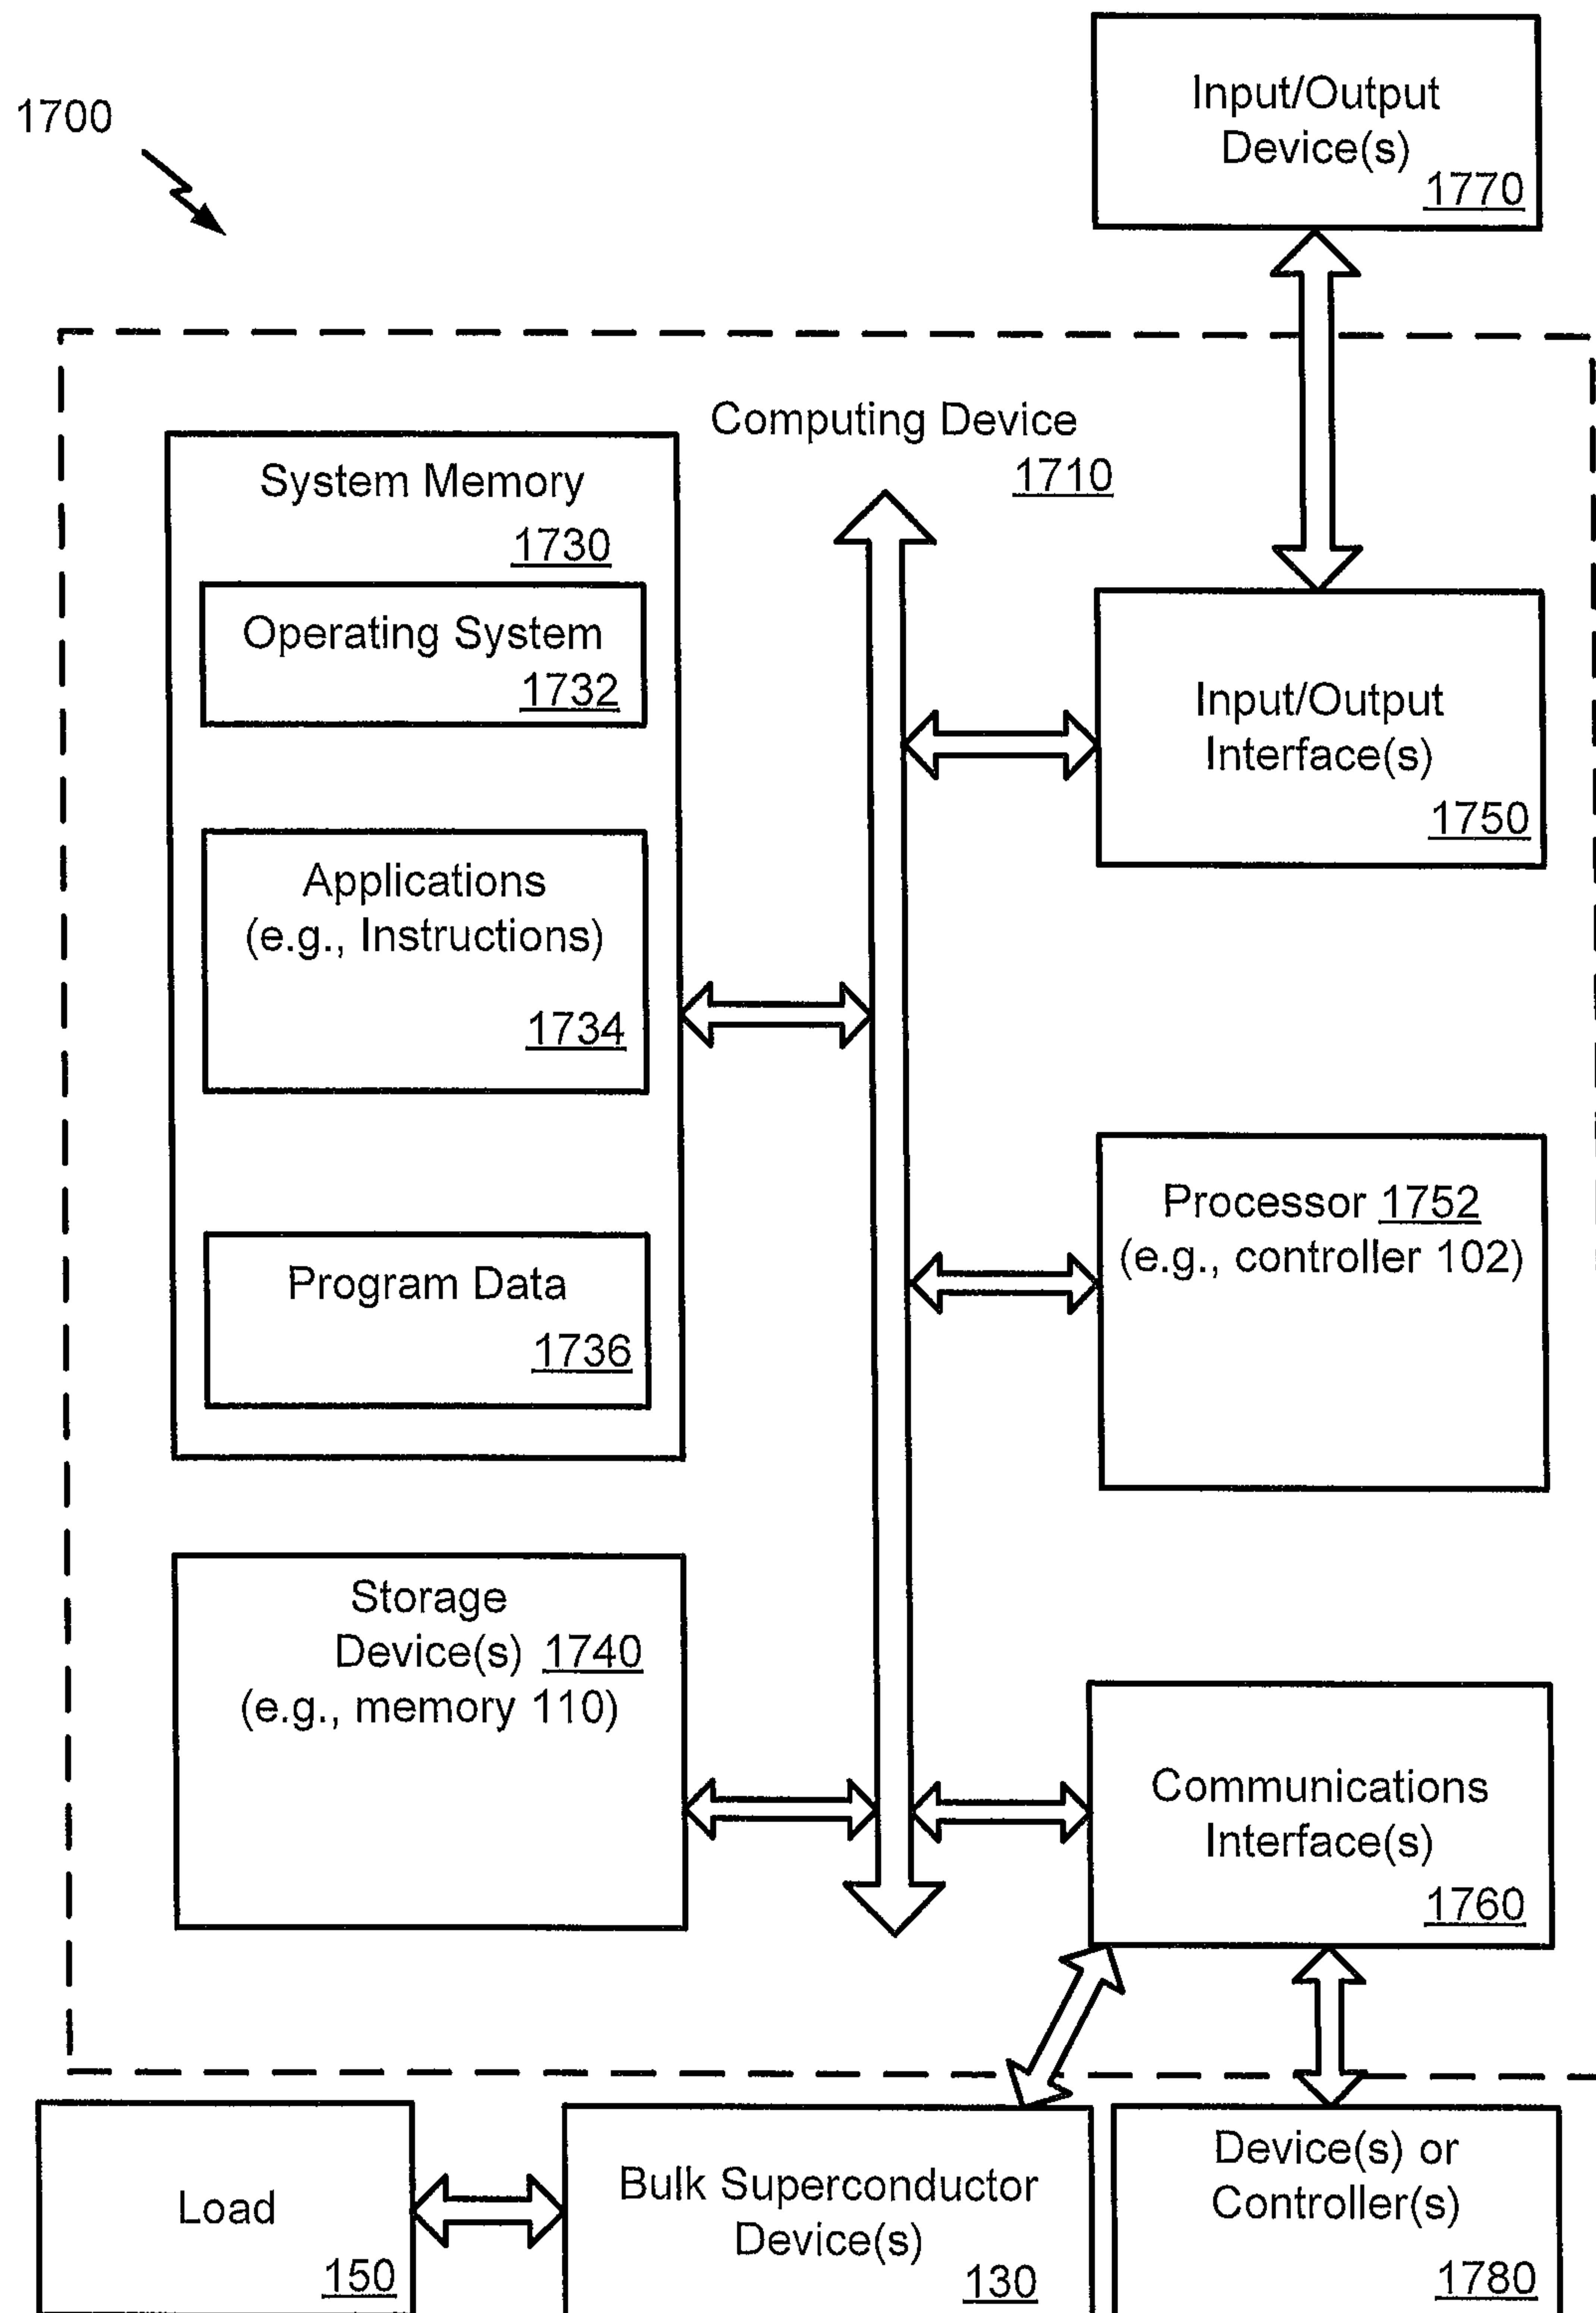 1700
Input/Output
Device(s)
1770
Computing Device
1710
System Memory
1730
Operating System
1732
Applications
(e.g., Instructions)
1734
Program Data
1736
Input/Output
Interface(s)
1750
Processor 1752
(e.g., controller 102)
Storage
Device(s) 1740
(e.g., memory 110)
Communications
Interface(s)
1760
Load
150
Bulk Superconductor
Device(s)
130
Device(s) or
Controller(s)
1780